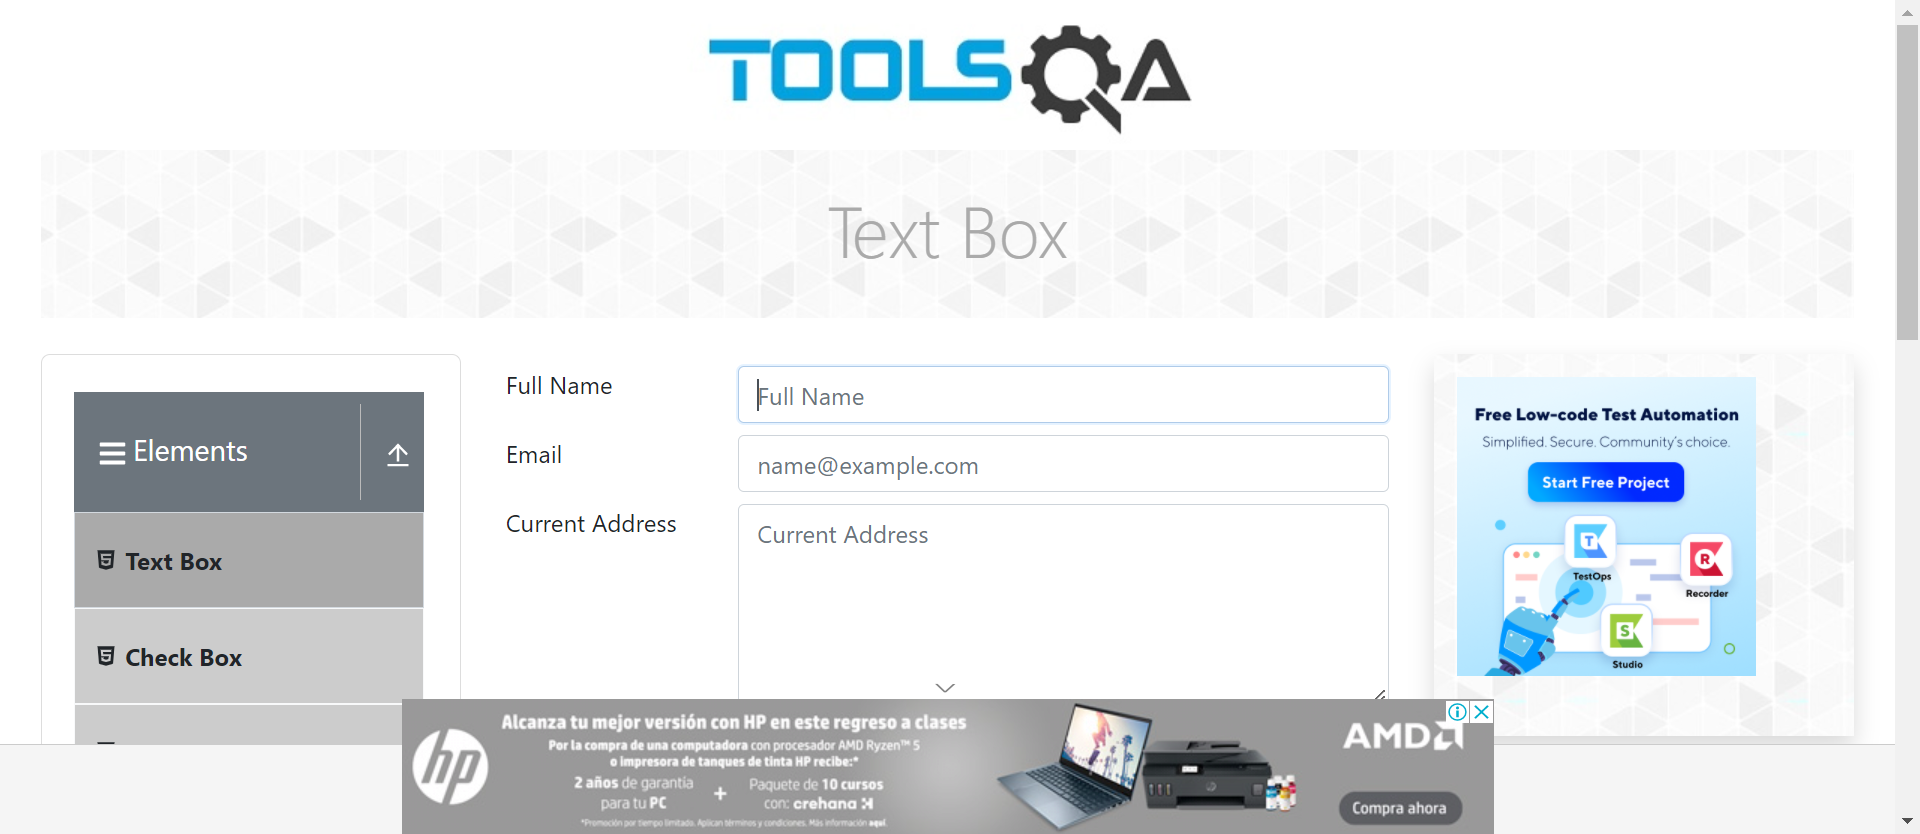 TOOLSQA
Text Box
Elements
Text Box
Check Box
Full Name
Full Name
Email
name@example.com
Current Address
Current Address
Free Low-code Test Automation
Simplified. Secure. Community's choice.
Start Free Project
TestOps
Recorder
Studio
hp
Alcanza tu mejor versión con HP en este regreso a clases
Por la compra de una computadora con procesador AMD Ryzen™ 5
o impresora de tanques de tinta HP recibe:*
2 años de garantía
para tu PC
+
Paquete de 10 cursos
con: crehana
*Promoción por tiempo limitado. Aplican términos y condiciones. Más información aquí.
AMD
Compra ahora